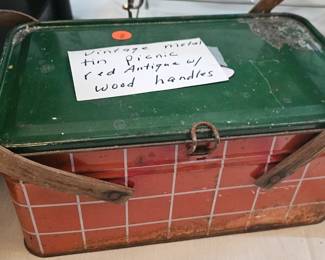 Vintage metal
tin Picnic
red Antique w/
wood handles